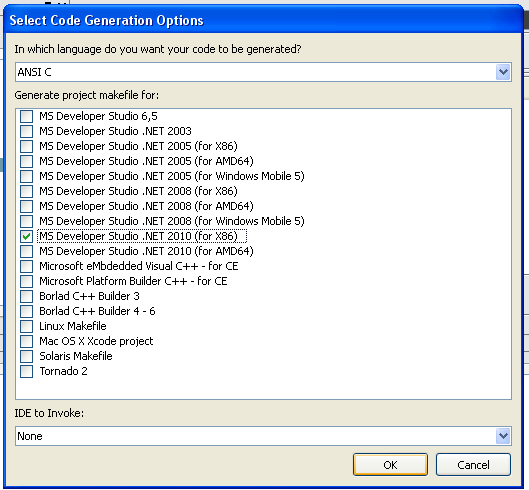 Select Code Generation Options
In which language do you want your code to be generated?
ANSI C
Generate project makefile for:
MS Developer Studio 6,5
MS Developer Studio .NET 2003
MS Developer Studio .NET 2005 (for X86)
MS Developer Studio .NET 2005 (for AMD64)
MS Developer Studio .NET 2005 (for Windows Mobile 5)
MS Developer Studio .NET 2008 (for X86)
MS Developer Studio .NET 2008 (for AMD64)
MS Developer Studio .NET 2008 (for Windows Mobile 5)
MS Developer Studio .NET 2010 (for X86)
MS Developer Studio .NET 2010 (for AMD64)
Microsoft eMbdedded Visual C++ - for CE
Microsoft Platform Builder C++ - for CE
Borlad C++ Builder 3
Borlad C++ Builder 4 - 6
Linux Makefile
Mac OS X Xcode project
Solaris Makefile
Tornado 2
IDE to Invoke:
None
OK Cancel